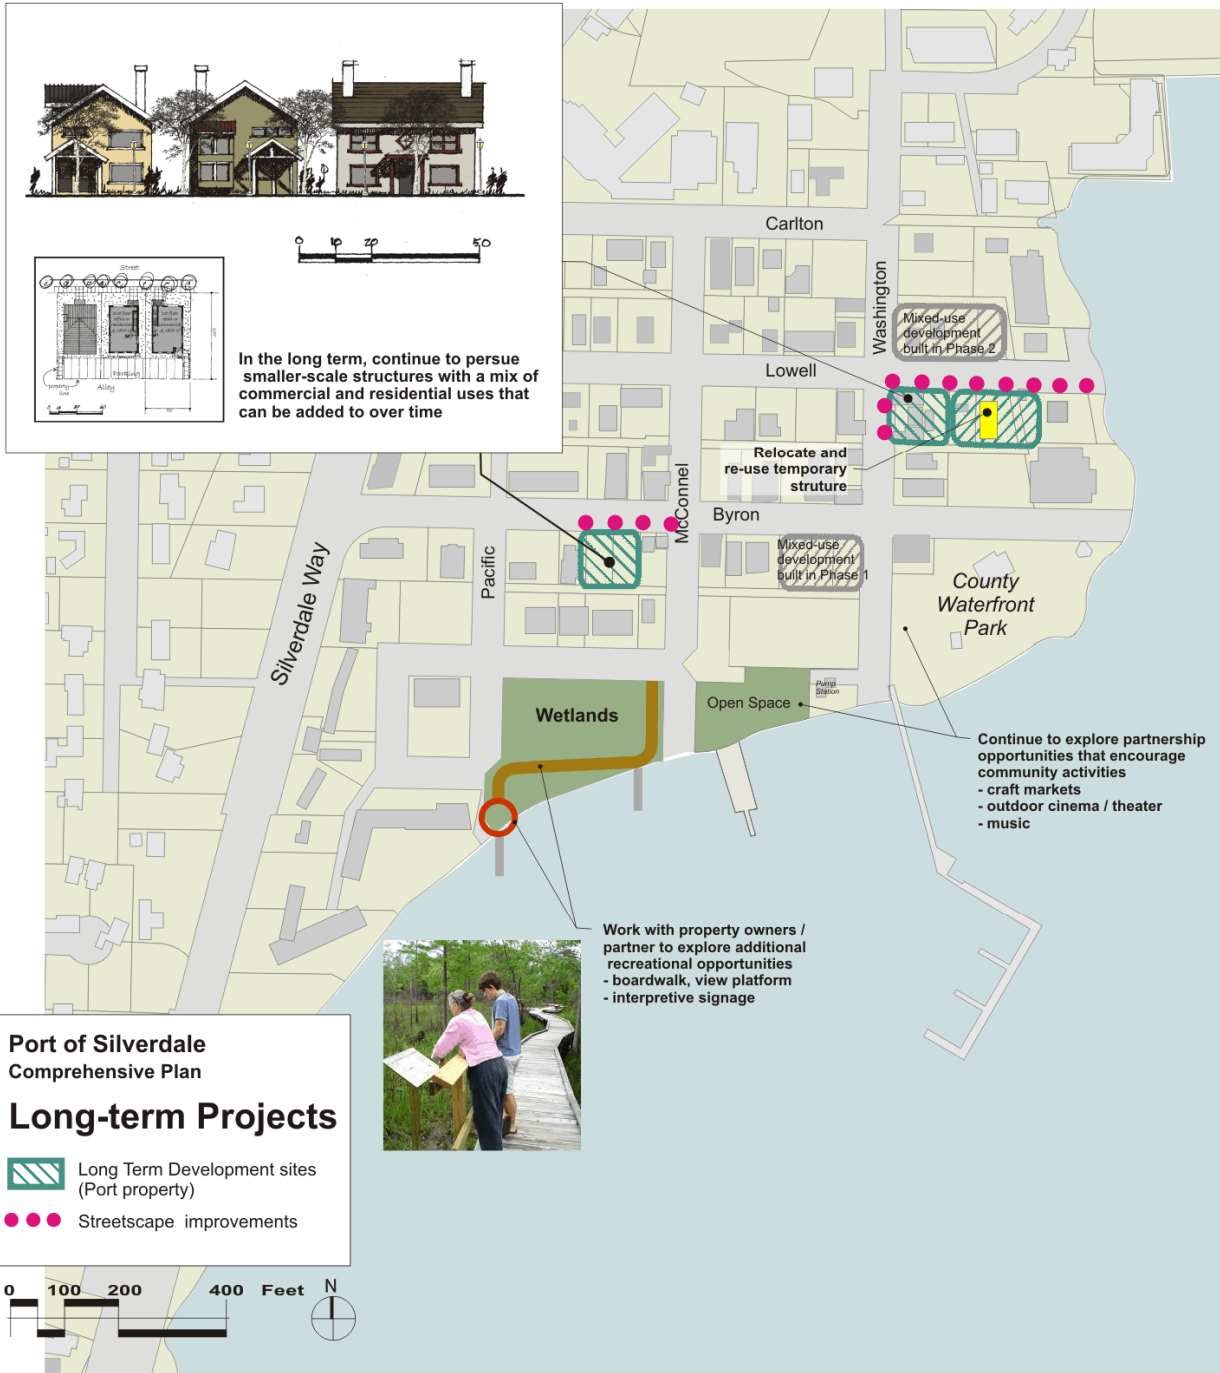 0 10 20 50
Street
Parking
property
line
Alley
In the long term, continue to persue
smaller-scale structures with a mix of
commercial and residential uses that
can be added to over time
Carlton
Washington
Mixed-use
development
built in Phase 2
Lowell
Relocate and
re-use temporary
struture
McConnel
Byron
Mixed-use
development
built in Phase 1
Pacific
Silverdale Way
County
Waterfront
Park
Wetlands
Open Space
Pump
Station
Continue to explore partnership
opportunities that encourage
community activities
- craft markets
- outdoor cinema / theater
- music
Work with property owners /
partner to explore additional
recreational opportunities
- boardwalk, view platform
- interpretive signage
Port of Silverdale
Comprehensive Plan
Long-term Projects
Long Term Development sites
(Port property)
Streetscape improvements
0 100 200 400 Feet
N